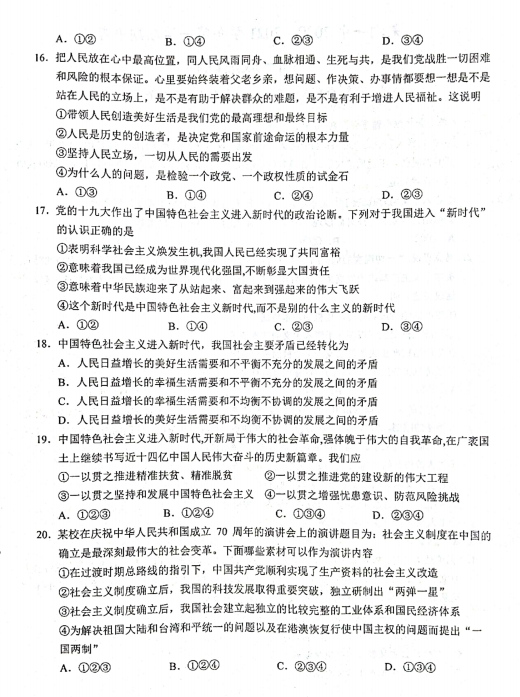 A. ①② B. ①④ C. ②③ D. ③④
16. 把人民放在心中最高位置，同人民风雨同舟、血脉相通、生死与共，是我们党战胜一切困难
和风险的根本保证。心里要始终装着父老乡亲，想问题、作决策、办事情都要想一想是不是
站在人民的立场上，是不是有助于解决群众的难题，是不是有利于增进人民福祉。这说明
①带领人民创造美好生活是我们党的最高理想和最终目标
②人民是历史的创造者，是决定党和国家前途命运的根本力量
③坚持人民立场，一切从人民的需要出发
④为什么人的问题，是检验一个政党、一个政权性质的试金石
A. ①③ B. ①④ C. ②④ D. ②③
17. 党的十九大作出了中国特色社会主义进入新时代的政治论断。下列对于我国进入“新时代”
的认识正确的是
①表明科学社会主义焕发生机,我国人民已经实现了共同富裕
②意味着我国已经成为世界现代化强国,不断彰显大国责任
③意味着中华民族迎来了从站起来、富起来到强起来的伟大飞跃
④这个新时代是中国特色社会主义新时代,而不是别的什么主义的新时代
A. ①② B. ①④ C. ②③ D. ③④
18. 中国特色社会主义进入新时代，我国社会主要矛盾已经转化为
A. 人民日益增长的美好生活需要和不平衡不充分的发展之间的矛盾
B. 人民日益增长的幸福生活需要和不平衡不充分的发展之间的矛盾
C. 人民日益增长的幸福生活需要和不均衡不协调的发展之间的矛盾
D. 人民日益增长的美好生活需要和不均衡不协调的发展之间的矛盾
19. 中国特色社会主义进入新时代,开新局于伟大的社会革命,强体魄于伟大的自我革命,在广袤国
土上继续书写近十四亿中国人民伟大奋斗的历史新篇章。我们应
①一以贯之推进精准扶贫、精准脱贫 ②一以贯之推进党的建设新的伟大工程
③一以贯之坚持和发展中国特色社会主义 ④一以贯之增强忧患意识、防范风险挑战
A. ①②③ B. ①②④ C. ①③④ D. ②③④
20. 某校在庆祝中华人民共和国成立 70 周年的演讲会上的演讲题目为：社会主义制度在中国的
确立是最深刻最伟大的社会变革。下面哪些素材可以作为演讲内容
①在过渡时期总路线的指引下，中国共产党顺利实现了生产资料的社会主义改造
②社会主义制度确立后，我国的科技发展取得重要突破，独立研制出“两弹一星”
③社会主义制度确立后，我国社会建立起独立的比较完整的工业体系和国民经济体系
④为解决祖国大陆和台湾和平统一的问题以及在港澳恢复行使中国主权的问题而提出“一
国两制”
A. ①②③ B. ①②④ C. ②③④ D. ①③④